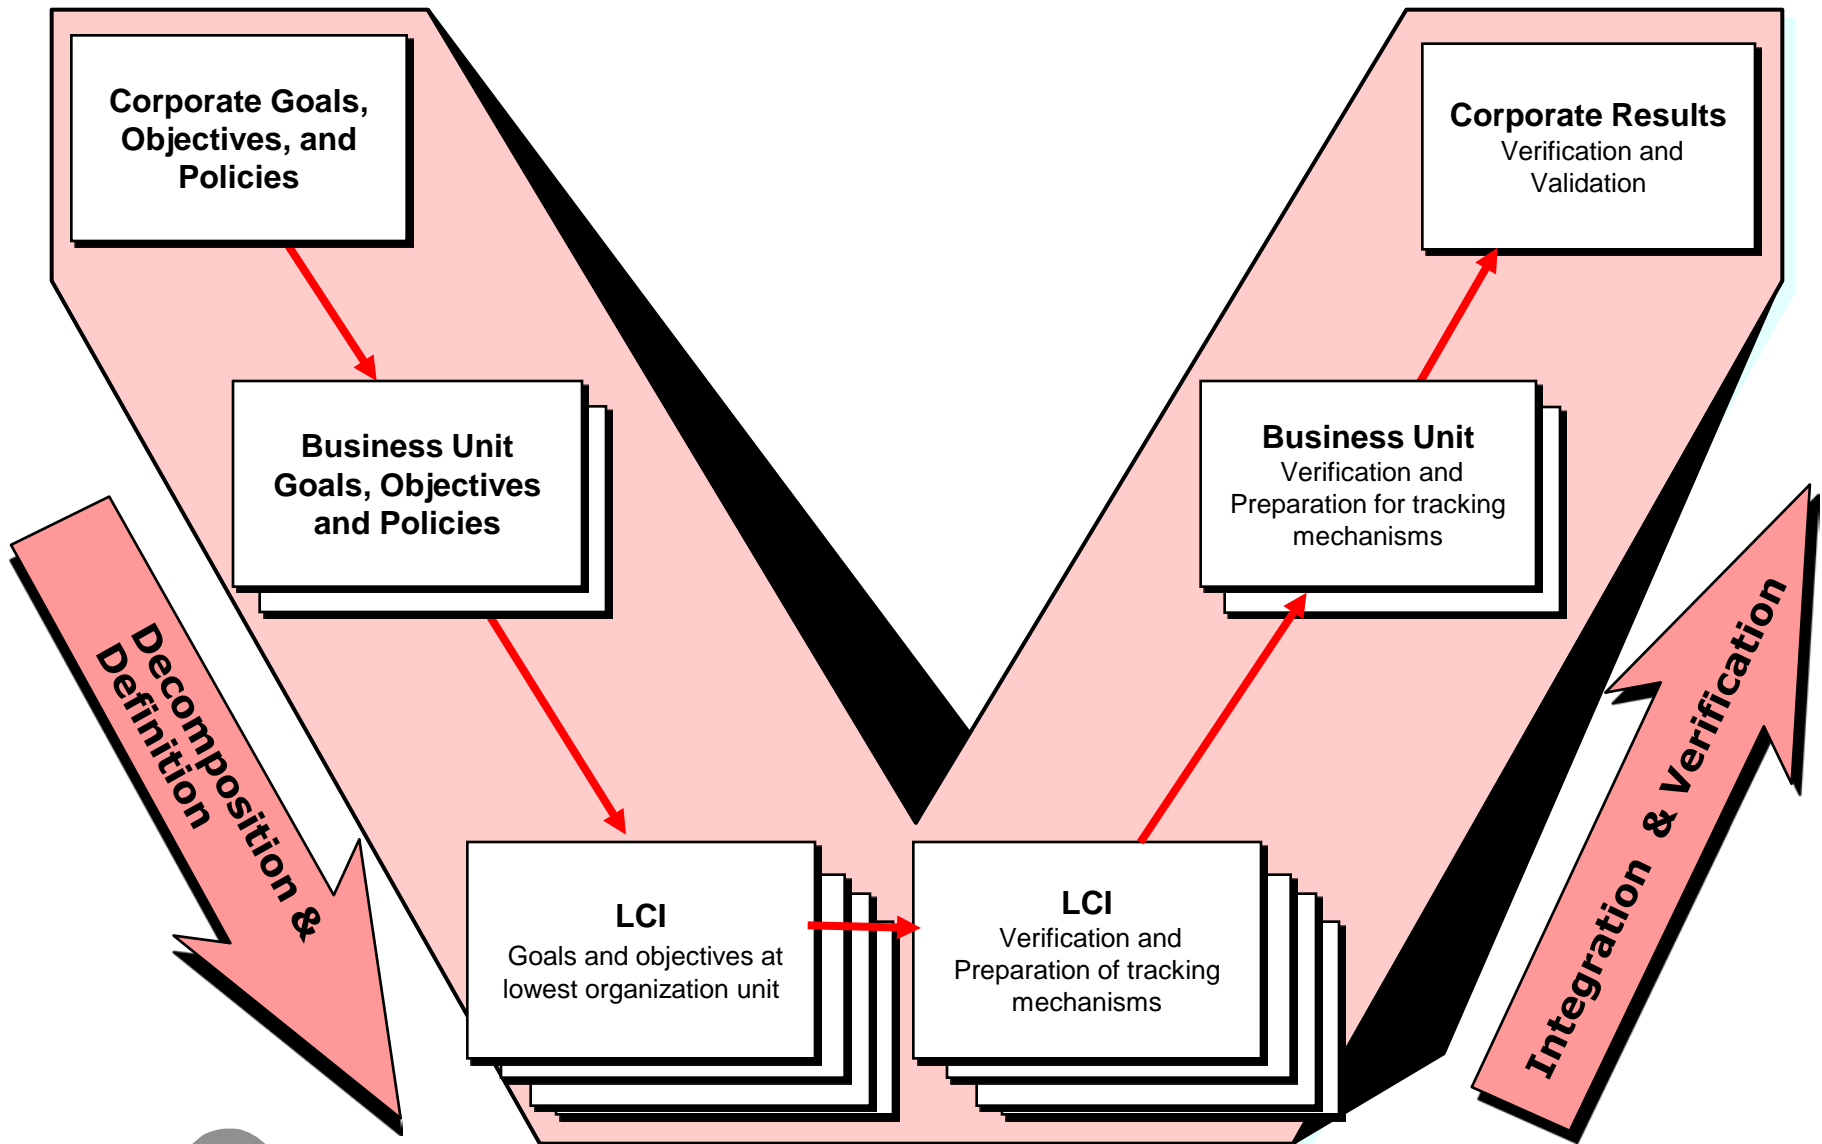 Corporate Goals,
Objectives, and
Policies
Corporate Results
Verification and
Validation
Business Unit
Goals, Objectives
and Policies
Business Unit
Verification and
Preparation for tracking
mechanisms
Decomposition &
Definition
Integration & Verification
LCI
Goals and objectives at
lowest organization unit
LCI
Verification and
Preparation of tracking
mechanisms